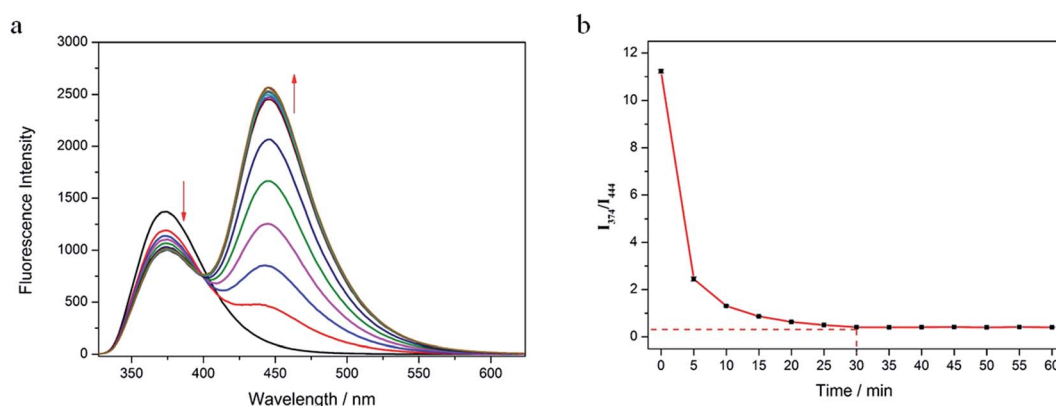 a
3000
2500
2000
1500
1000
500
0
Fluorescence Intensity
350 400 450 500 550 600
Wavelength / nm
b
12
10
8
6
4
2
0
I374/I444
0 5 10 15 20 25 30 35 40 45 50 55 60
Time / min